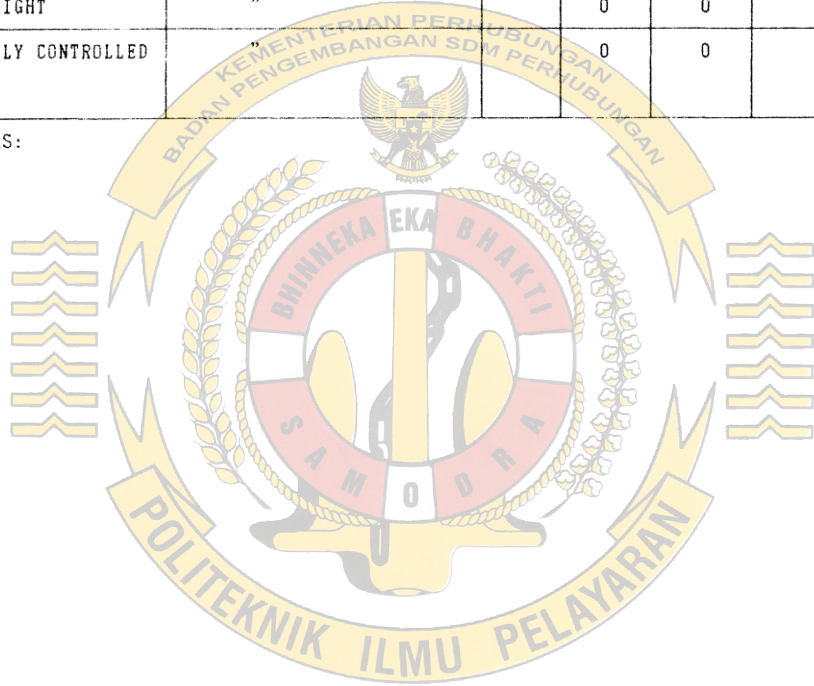 IGHT " 0 0
LY CONTROLLED " 0 0
S:
KEMENTERIAN PERHUBUNGAN
BADAN PENGEMBANGAN SDM PERHUBUNGAN
BHINNEKA EKA BHAKTI
SAMODRA
POLITEKNIK ILMU PELAYARAN